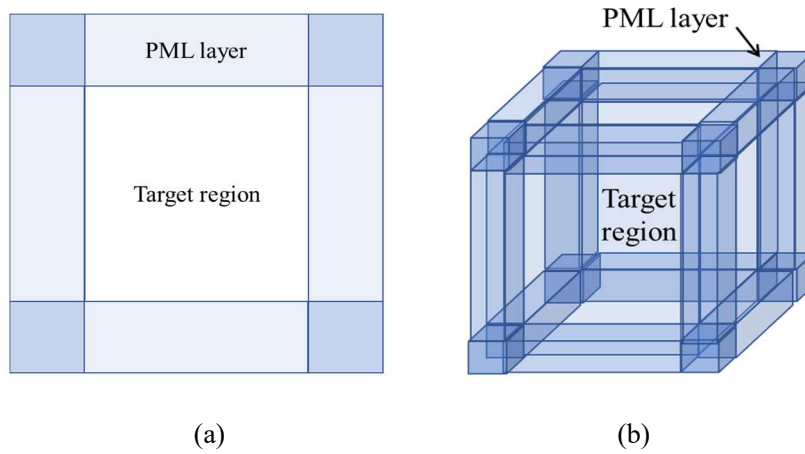 PML layer
Target region
(a)
PML layer
Target
region
(b)